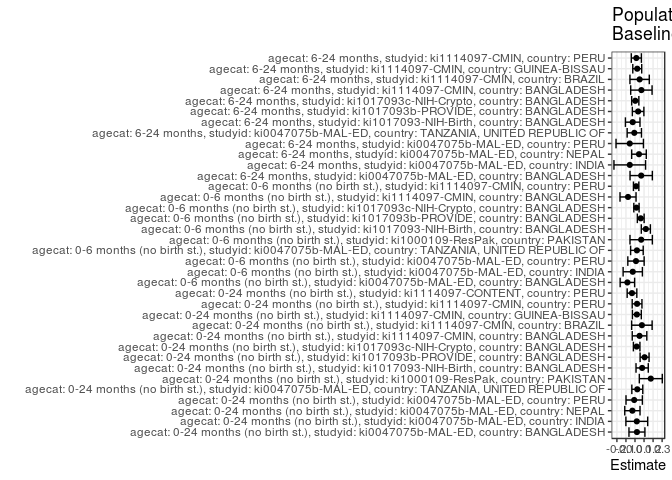 Populat
Baseline
agecat: 6-24 months, studyid: ki1114097-CMIN, country: PERU
agecat: 6-24 months, studyid: ki1114097-CMIN, country: GUINEA-BISSAU
agecat: 6-24 months, studyid: ki1114097-CMIN, country: BRAZIL
agecat: 6-24 months, studyid: ki1114097-CMIN, country: BANGLADESH
agecat: 6-24 months, studyid: ki1017093c-NIH-Crypto, country: BANGLADESH
agecat: 6-24 months, studyid: ki1017093b-PROVIDE, country: BANGLADESH
agecat: 6-24 months, studyid: ki1017093-NIH-Birth, country: BANGLADESH
agecat: 6-24 months, studyid: ki0047075b-MAL-ED, country: TANZANIA, UNITED REPUBLIC OF
agecat: 6-24 months, studyid: ki0047075b-MAL-ED, country: PERU
agecat: 6-24 months, studyid: ki0047075b-MAL-ED, country: NEPAL
agecat: 6-24 months, studyid: ki0047075b-MAL-ED, country: INDIA
agecat: 6-24 months, studyid: ki0047075b-MAL-ED, country: BANGLADESH
agecat: 0-6 months (no birth st.), studyid: ki1114097-CMIN, country: PERU
agecat: 0-6 months (no birth st.), studyid: ki1114097-CMIN, country: BANGLADESH
agecat: 0-6 months (no birth st.), studyid: ki1017093c-NIH-Crypto, country: BANGLADESH
agecat: 0-6 months (no birth st.), studyid: ki1017093b-PROVIDE, country: BANGLADESH
agecat: 0-6 months (no birth st.), studyid: ki1017093-NIH-Birth, country: BANGLADESH
agecat: 0-6 months (no birth st.), studyid: ki1000109-ResPak, country: PAKISTAN
agecat: 0-6 months (no birth st.), studyid: ki0047075b-MAL-ED, country: TANZANIA, UNITED REPUBLIC OF
agecat: 0-6 months (no birth st.), studyid: ki0047075b-MAL-ED, country: PERU
agecat: 0-6 months (no birth st.), studyid: ki0047075b-MAL-ED, country: INDIA
agecat: 0-6 months (no birth st.), studyid: ki0047075b-MAL-ED, country: BANGLADESH
agecat: 0-24 months (no birth st.), studyid: ki1114097-CONTENT, country: PERU
agecat: 0-24 months (no birth st.), studyid: ki1114097-CMIN, country: PERU
agecat: 0-24 months (no birth st.), studyid: ki1114097-CMIN, country: GUINEA-BISSAU
agecat: 0-24 months (no birth st.), studyid: ki1114097-CMIN, country: BRAZIL
agecat: 0-24 months (no birth st.), studyid: ki1114097-CMIN, country: BANGLADESH
agecat: 0-24 months (no birth st.), studyid: ki1017093c-NIH-Crypto, country: BANGLADESH
agecat: 0-24 months (no birth st.), studyid: ki1017093b-PROVIDE, country: BANGLADESH
agecat: 0-24 months (no birth st.), studyid: ki1017093-NIH-Birth, country: BANGLADESH
agecat: 0-24 months (no birth st.), studyid: ki1000109-ResPak, country: PAKISTAN
agecat: 0-24 months (no birth st.), studyid: ki0047075b-MAL-ED, country: TANZANIA, UNITED REPUBLIC OF
agecat: 0-24 months (no birth st.), studyid: ki0047075b-MAL-ED, country: PERU
agecat: 0-24 months (no birth st.), studyid: ki0047075b-MAL-ED, country: NEPAL
agecat: 0-24 months (no birth st.), studyid: ki0047075b-MAL-ED, country: INDIA
agecat: 0-24 months (no birth st.), studyid: ki0047075b-MAL-ED, country: BANGLADESH
Estimate